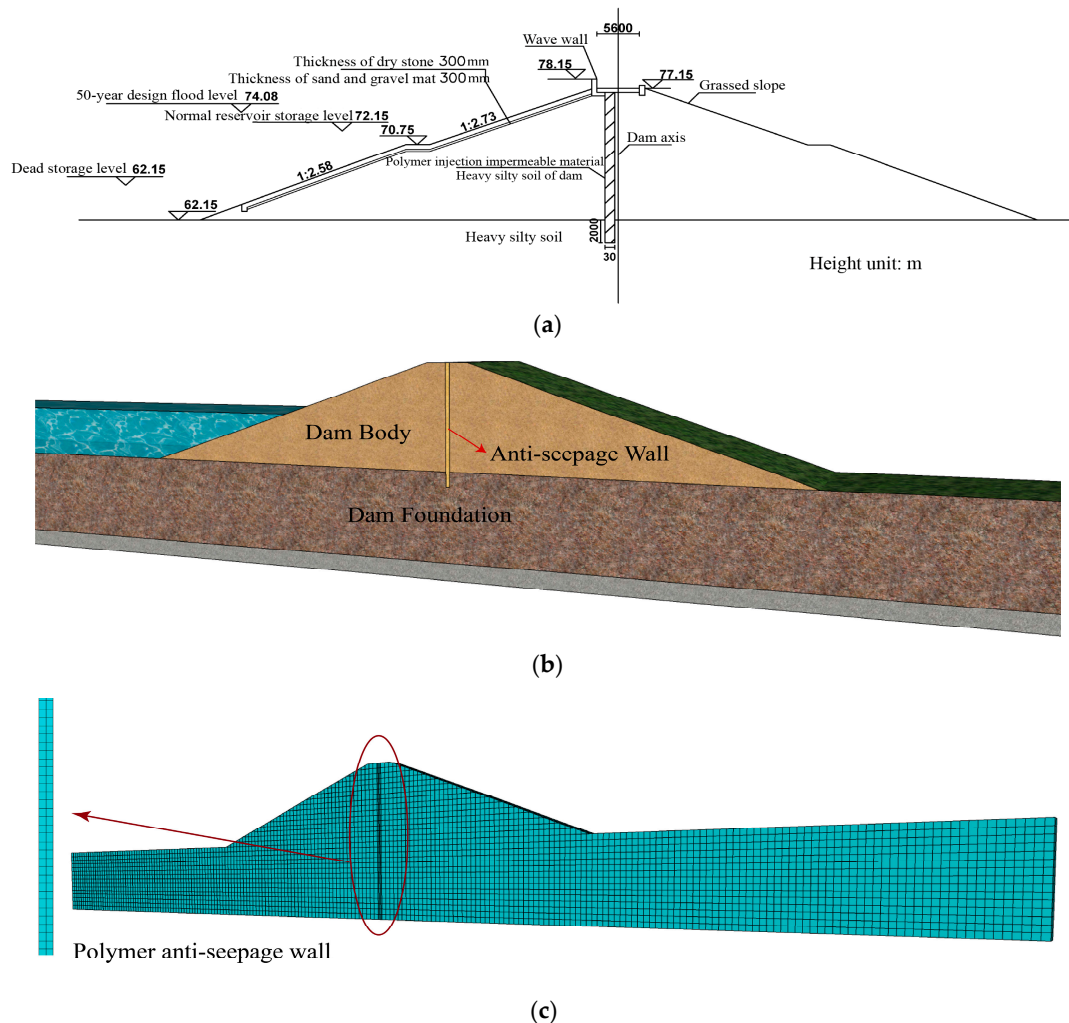 5600
Wave wall
Thickness of dry stone 300mm
78.15
77.15
Thickness of sand and gravel mat 300mm
Grassed slope
50-year design flood level 74.08
Normal reservoir storage level 72.15
70.75
1:2.73
Dam axis
Dead storage level 62.15
1:2.58
Polymer injection impermeable material
Heavy silty soil of dam
62.15
2000
Heavy silty soil
30
Height unit: m
(a)
Dam Body
Anti-seepage Wall
Dam Foundation
(b)
Polymer anti-seepage wall
(c)